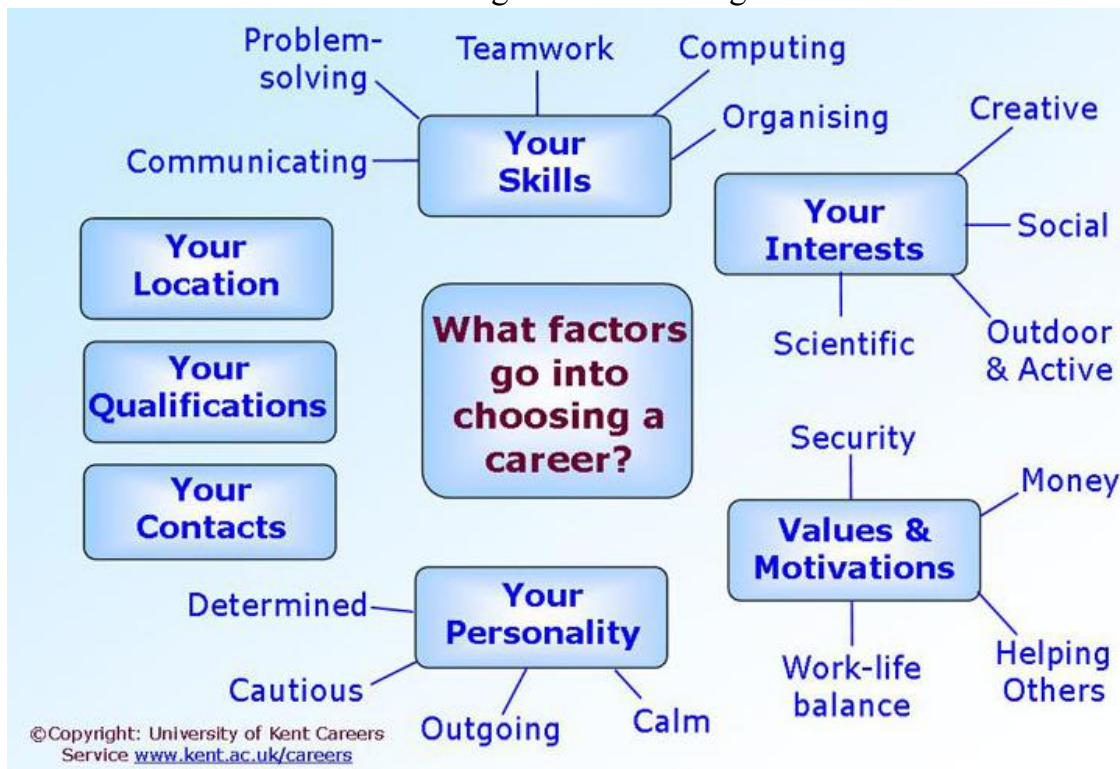 Problem-
solving
Teamwork
Computing
Communicating
Organising
Your
Skills
Creative
Your
Interests
Social
Scientific
Outdoor
& Active
Your
Location
Your
Qualifications
Your
Contacts
What factors
go into
choosing a
career?
Security
Money
Values &
Motivations
Work-life
balance
Helping
Others
Determined
Your
Personality
Cautious
Outgoing
Calm
©Copyright: University of Kent Careers
Service www.kent.ac.uk/careers